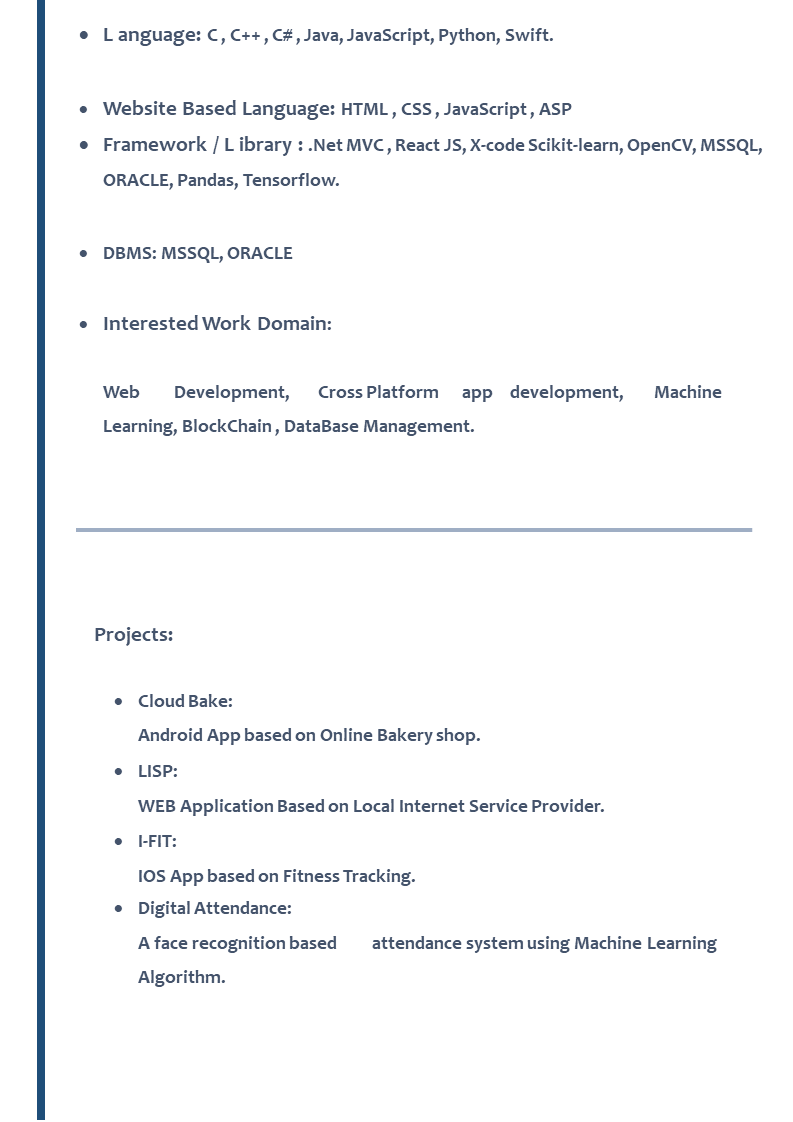 • L anguage: C , C++ , C# , Java, JavaScript, Python, Swift.
• Website Based Language: HTML , CSS , JavaScript , ASP
• Framework / L ibrary : .Net MVC , React JS, X-code Scikit-learn, OpenCV, MSSQL,
ORACLE, Pandas, Tensorflow.
• DBMS: MSSQL, ORACLE
• Interested Work Domain:
Web Development, Cross Platform app development, Machine
Learning, BlockChain , DataBase Management.
Projects:
• Cloud Bake:
Android App based on Online Bakery shop.
• LISP:
WEB Application Based on Local Internet Service Provider.
• I-FIT:
IOS App based on Fitness Tracking.
• Digital Attendance:
A face recognition based attendance system using Machine Learning
Algorithm.